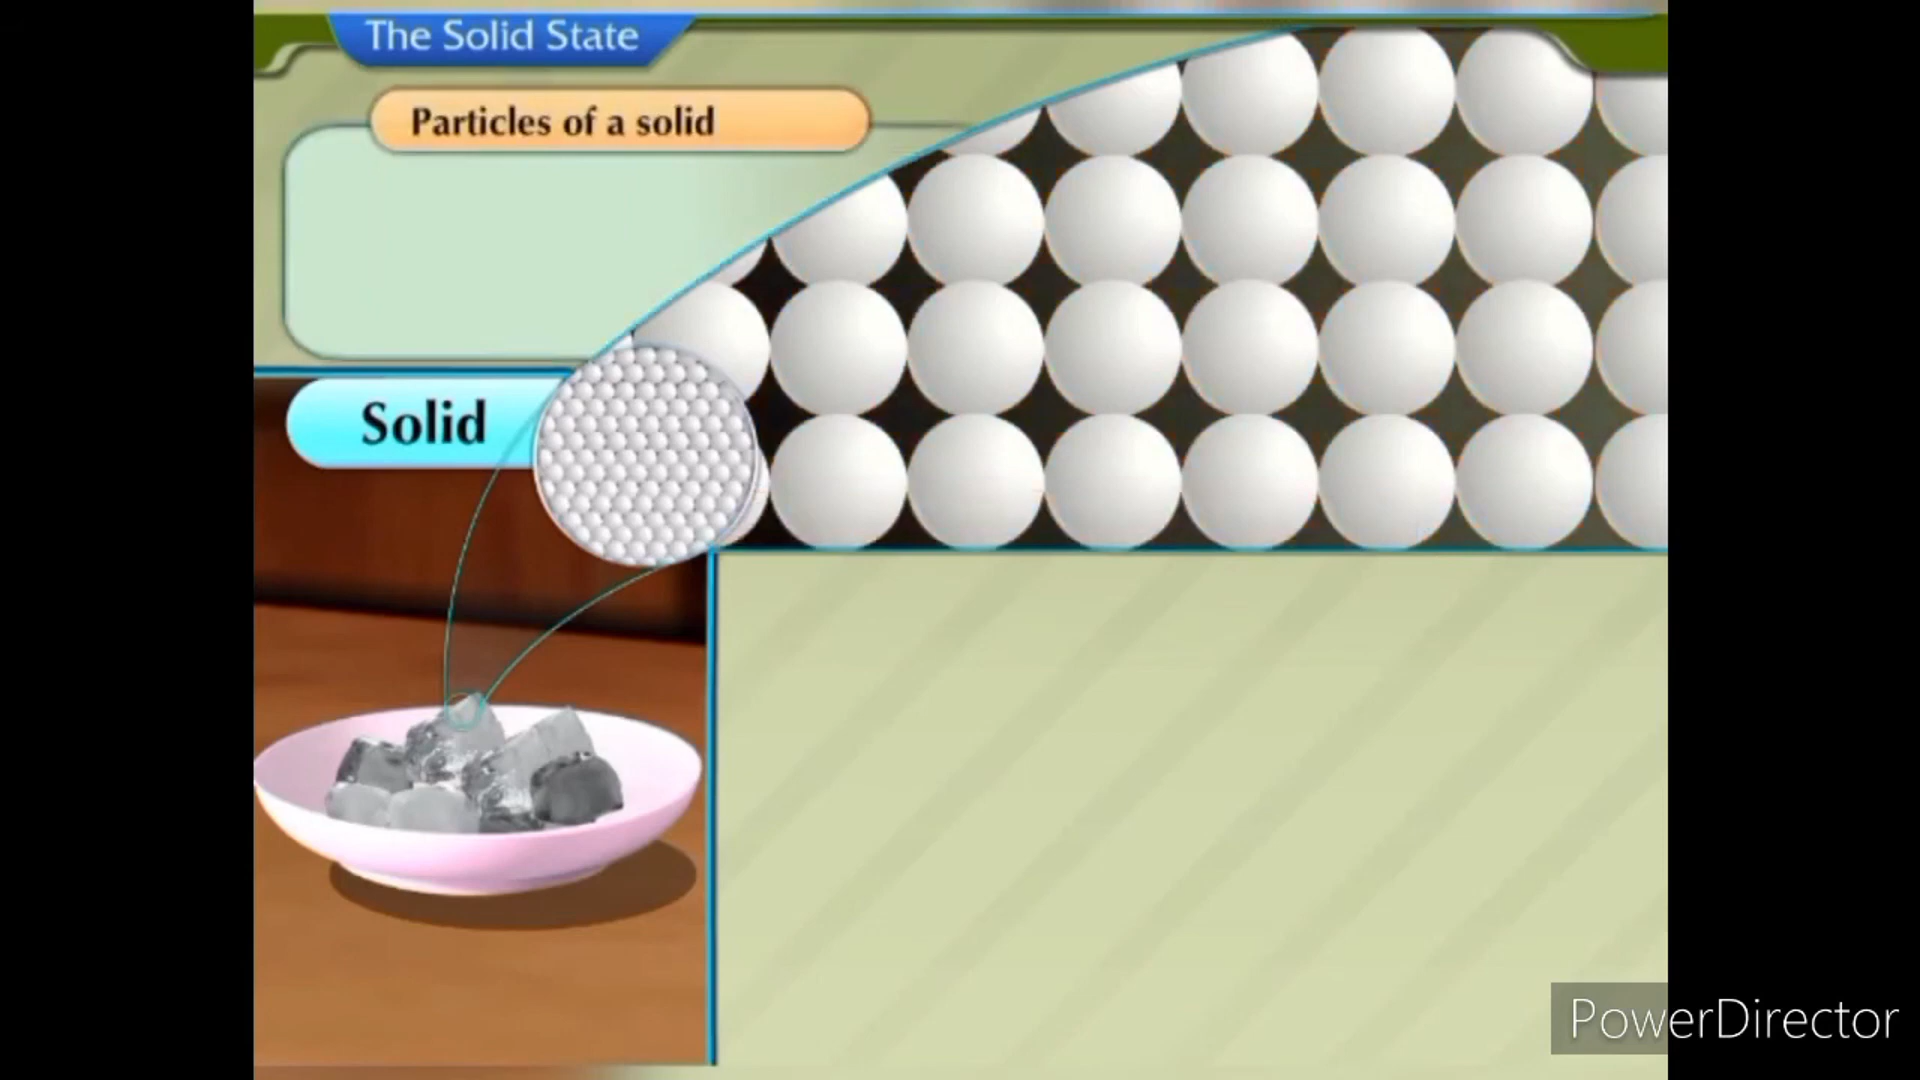 The Solid State
Particles of a solid
Solid
PowerDirector